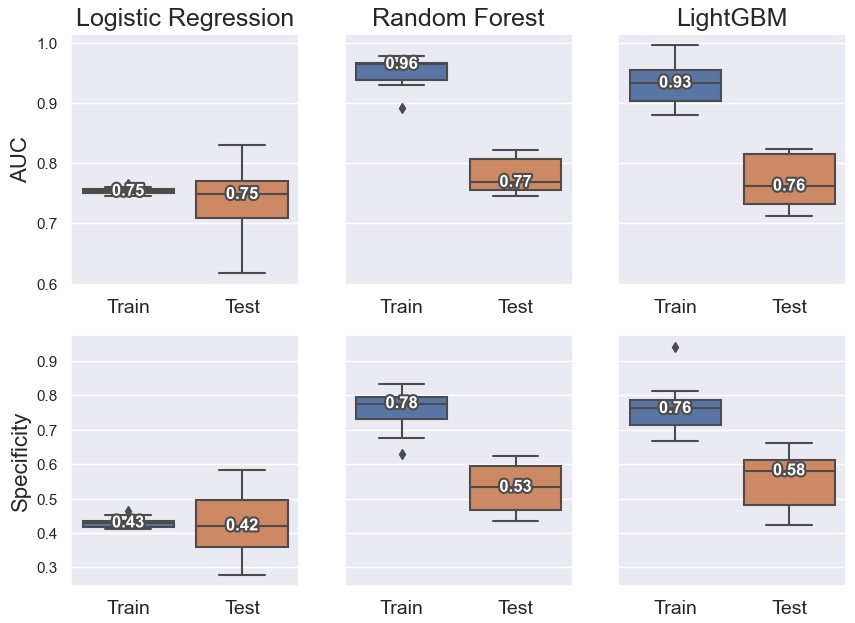 Logistic Regression Random Forest LightGBM
AUC
1.0
0.9
0.8
0.7
0.6
0.75 0.75 0.96 0.77 0.93 0.76
Train Test Train Test Train Test
Specificity
0.9
0.8
0.7
0.6
0.5
0.4
0.3
0.43 0.42 0.78 0.53 0.76 0.58
Train Test Train Test Train Test